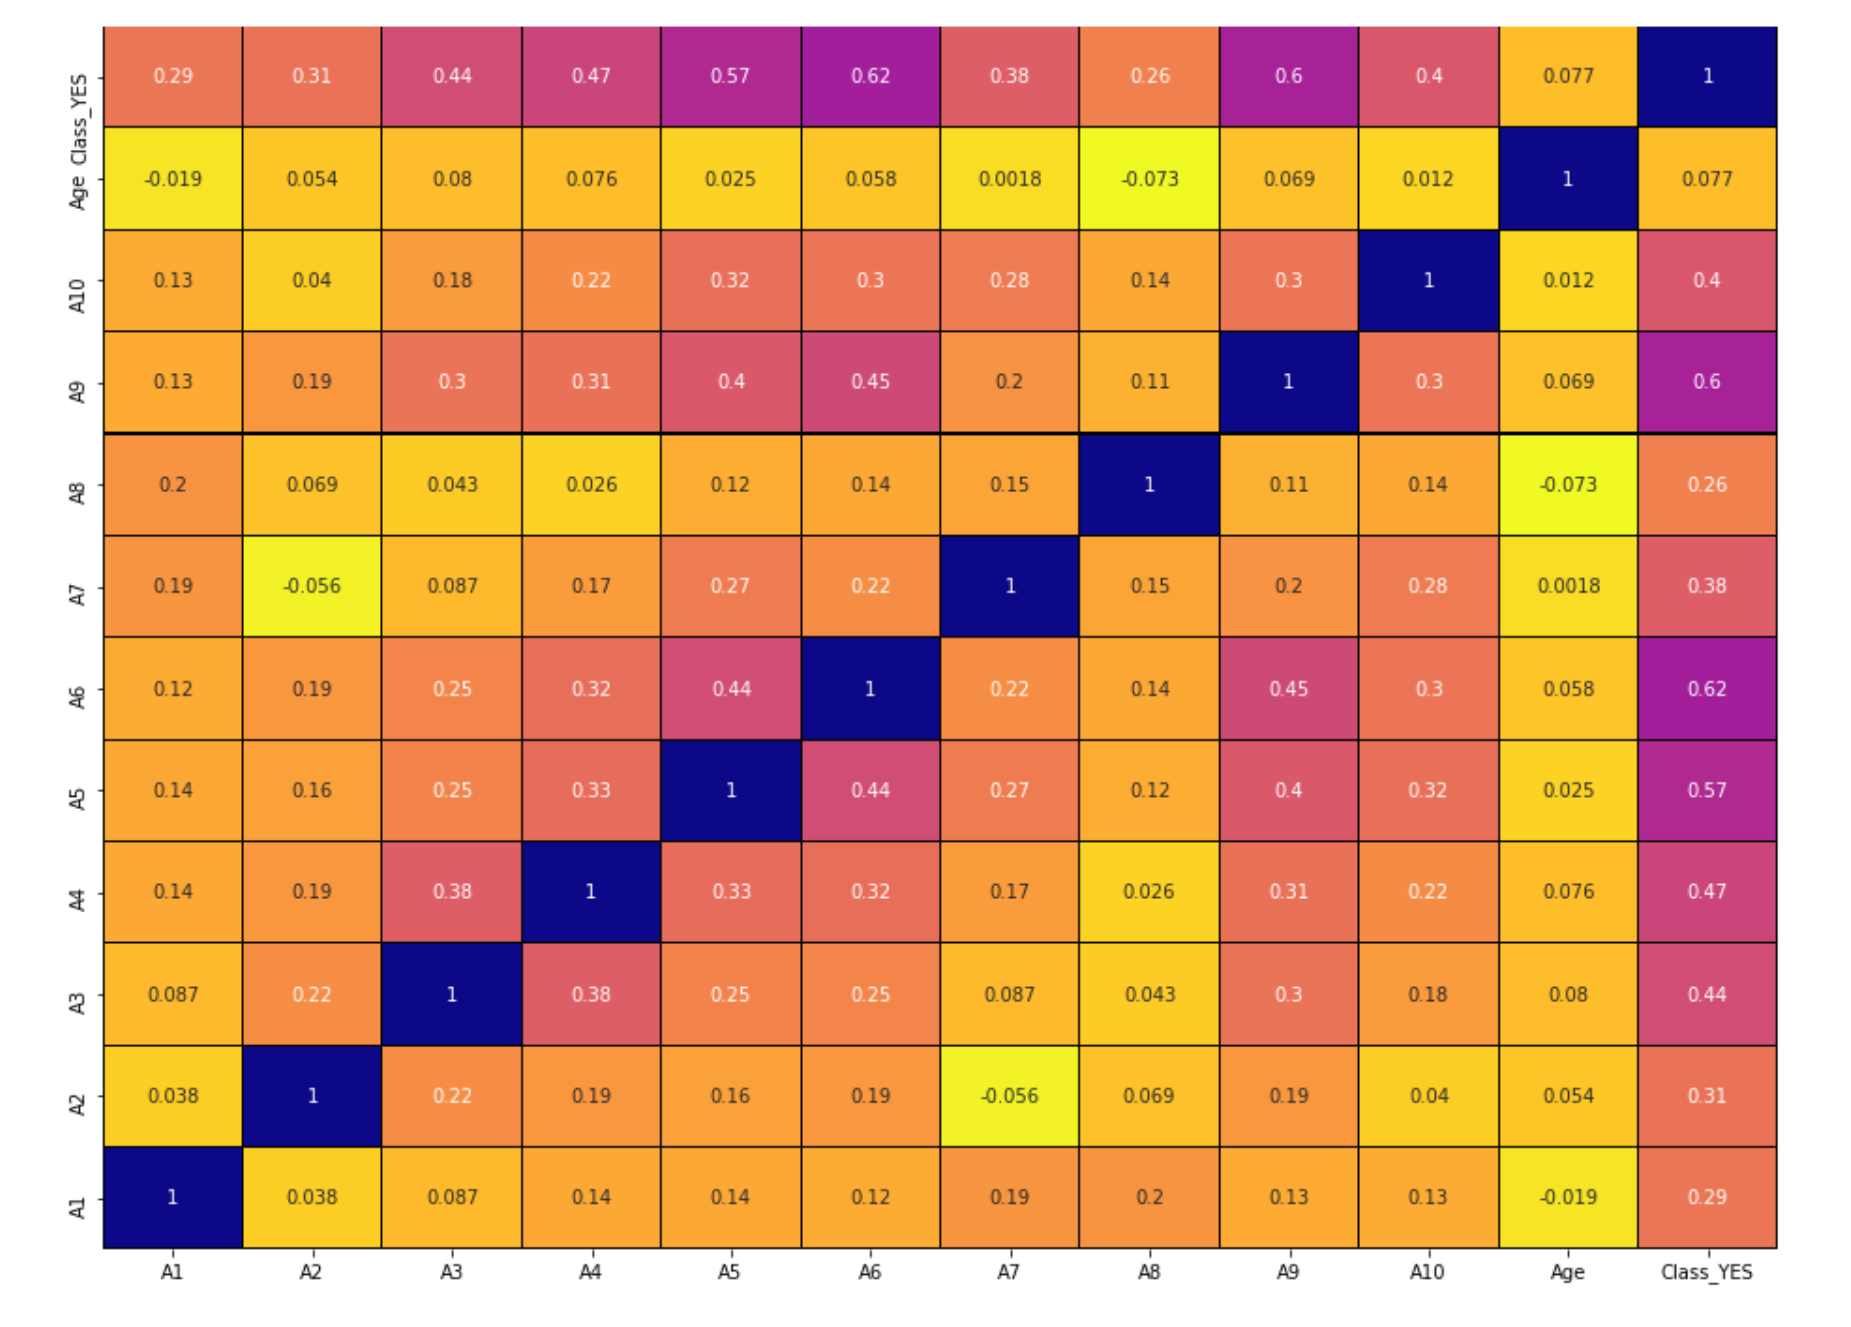 Class_YES 0.29 0.31 0.44 0.47 0.57 0.62 0.38 0.26 0.6 0.4 0.077 1
Age -0.019 0.054 0.08 0.076 0.025 0.058 0.0018 -0.073 0.069 0.012 1 0.077
A10 0.13 0.04 0.18 0.22 0.32 0.3 0.28 0.14 0.3 1 0.012 0.4
A9 0.13 0.19 0.3 0.31 0.4 0.45 0.2 0.11 1 0.3 0.069 0.6
A8 0.2 0.069 0.043 0.026 0.12 0.14 0.15 1 0.11 0.14 -0.073 0.26
A7 0.19 -0.056 0.087 0.17 0.27 0.22 1 0.15 0.2 0.28 0.0018 0.38
A6 0.12 0.19 0.25 0.32 0.44 1 0.22 0.14 0.45 0.3 0.058 0.62
A5 0.14 0.16 0.25 0.33 1 0.44 0.27 0.12 0.4 0.32 0.025 0.57
A4 0.14 0.19 0.38 1 0.33 0.32 0.17 0.026 0.31 0.22 0.076 0.47
A3 0.087 0.22 1 0.38 0.25 0.25 0.087 0.043 0.3 0.18 0.08 0.44
A2 0.038 1 0.22 0.19 0.16 0.19 -0.056 0.069 0.19 0.04 0.054 0.31
A1 1 0.038 0.087 0.14 0.14 0.12 0.19 0.2 0.13 0.13 -0.019 0.29
A1 A2 A3 A4 A5 A6 A7 A8 A9 A10 Age Class_YES